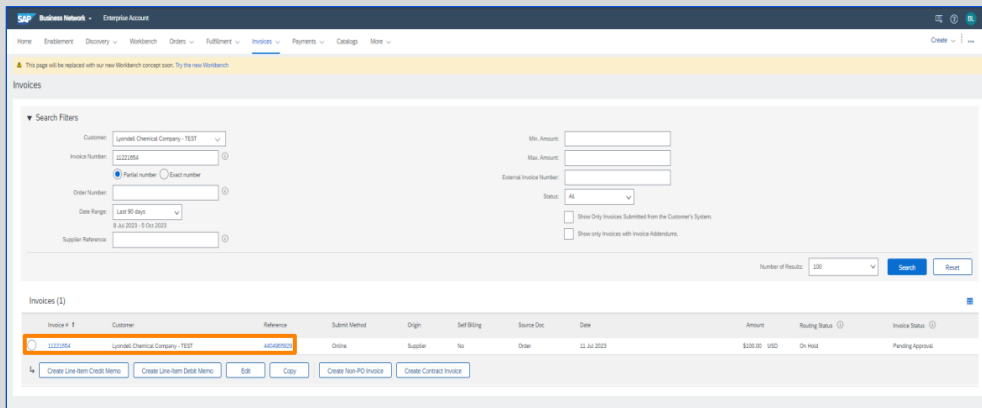 SAP Business Network Enterprise Account BL
Home Enablement Discovery Workbench Orders Fulfillment Invoices Payments Catalogs More Create
This page will be replaced with our new Workbench concept soon. Try the new Workbench
Invoices
Search Filters
Customer: Lyondell Chemical Company - TEST Min. Amount:
Invoice Number: 11221654 Max. Amount:
Partial number Exact number External Invoice Number:
Order Number: Status: All
Date Range: Last 90 days Show Only Invoices Submitted from the Customer's System.
8 Jul 2023 - 5 Oct 2023
Supplier Reference: Show only Invoices with Invoice Addendums.
Number of Results: 100 Search Reset
Invoices (1)
Invoice # ↑ Customer Reference Submit Method Origin Self Billing Source Doc Date Amount Routing Status Invoice Status
11221654 Lyondell Chemical Company - TEST Online Supplier No Order 11 Jul 2023 $100.00 USD On Hold Pending Approval
Create Line-Item Credit Memo Create Line-Item Debit Memo Edit Copy Create Non-PO Invoice Create Contract Invoice